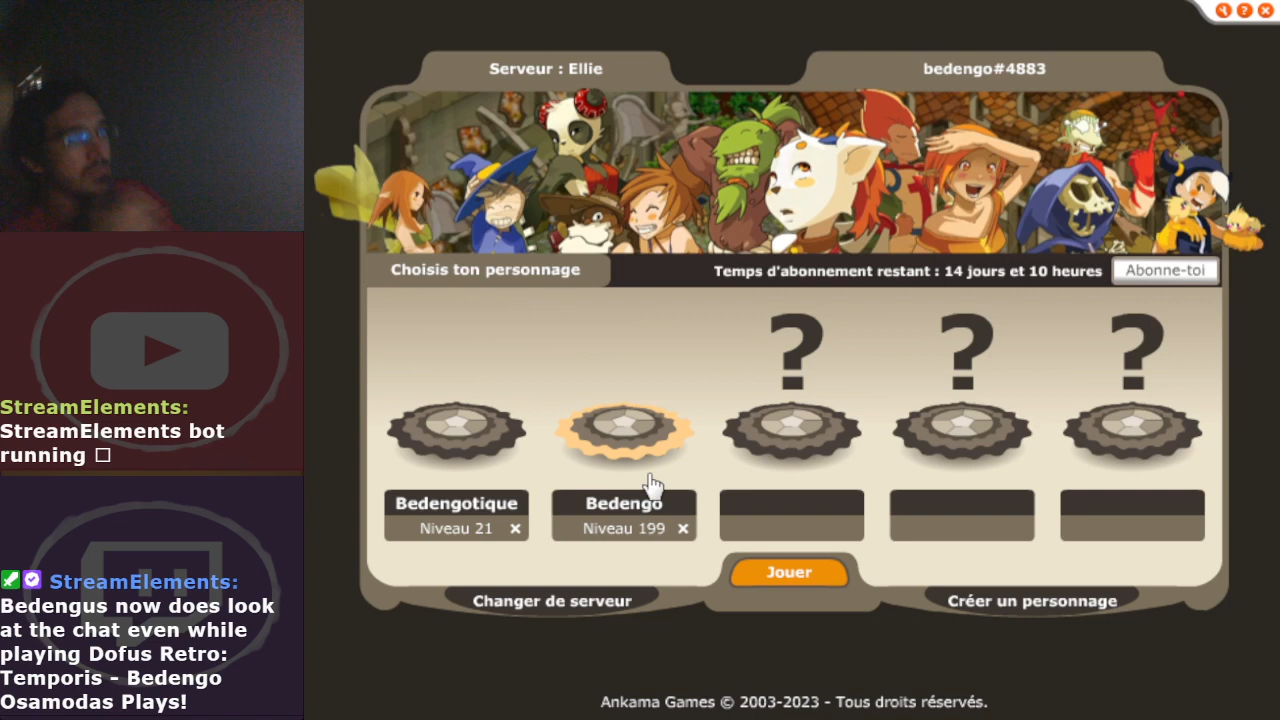 Serveur : Ellie
bedengo#4883
Choisis ton personnage
Temps d'abonnement restant : 14 jours et 10 heures
Abonne-toi
?
?
?
StreamElements:
StreamElements bot
running □
Bedengotique
Niveau 21 ×
Bedengo
Niveau 199 ×
Jouer
Changer de serveur
Créer un personnage
StreamElements:
Bedengus now does look
at the chat even while
playing Dofus Retro:
Temporis - Bedengo
Osamodas Plays!
Ankama Games © 2003-2023 - Tous droits réservés.